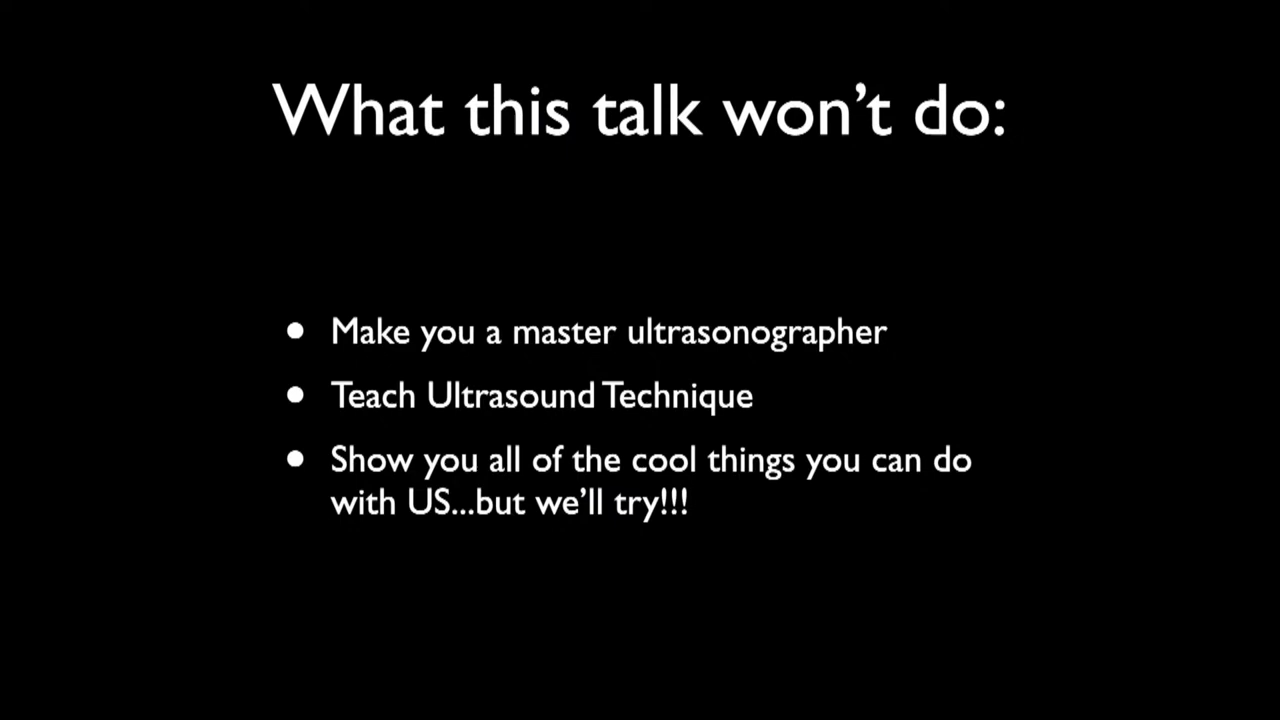 What this talk won’t do:
• Make you a master ultrasonographer
• Teach Ultrasound Technique
• Show you all of the cool things you can do
with US...but we’ll try!!!